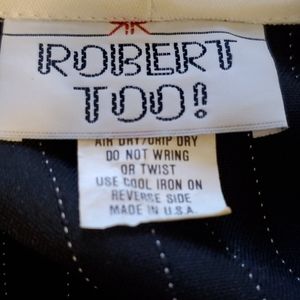 ROBERT
TOO!
AIR DRY/DRIP DRY
DO NOT WRING
OR TWIST
USE COOL IRON ON
REVERSE SIDE
MADE IN U.S.A.